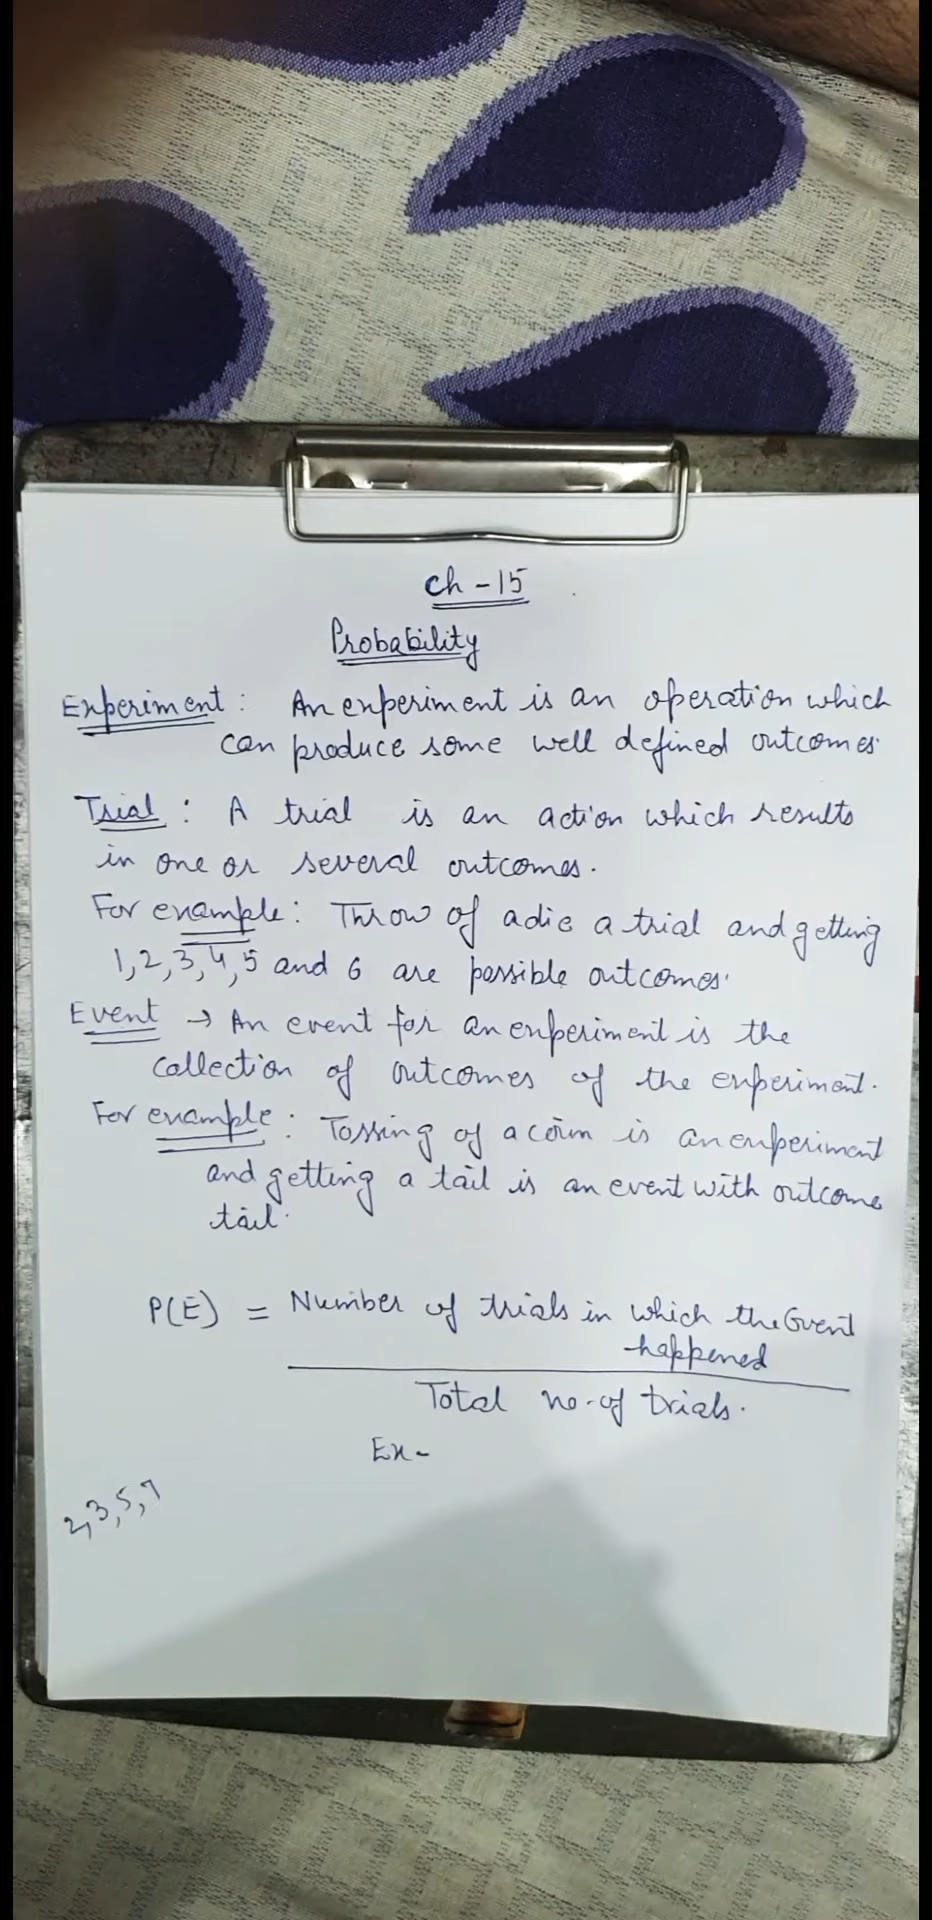 Ch - 15
Probability
Experiment : An experiment is an operation which
can produce some well defined outcomes.
Trial : A trial is an action which results
in one or several outcomes.
For example : Throw of a die a trial and getting
1,2,3,4,5 and 6 are possible outcomes.
Event → An event for an experiment is the
collection of outcomes of the experiment.
For example : Tossing of a coin is an experiment
and getting a tail is an event with outcome
tail.
P(E) = Number of trials in which the Event
happened
Total no. of trials.
Ex -
2,3,5,7